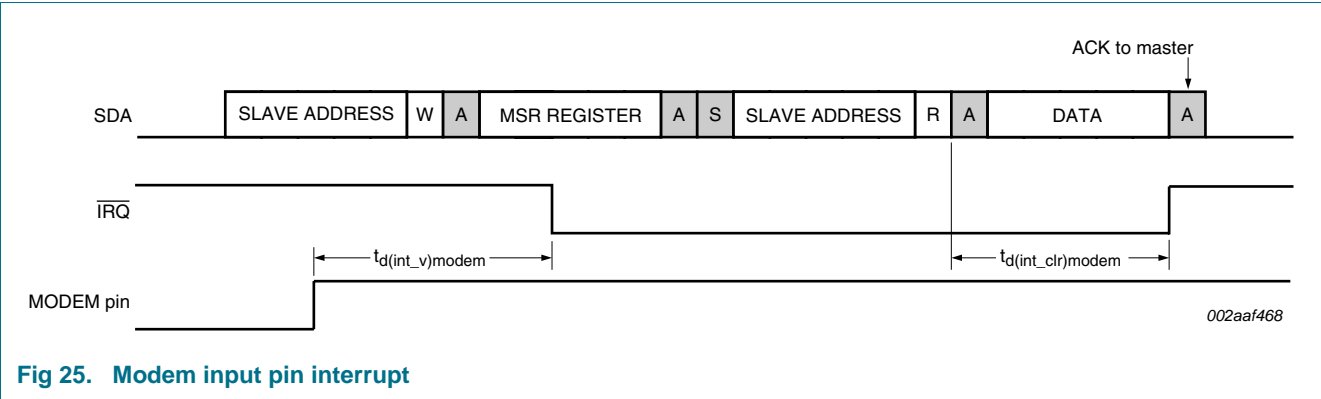 ACK to master
SDA SLAVE ADDRESS W A MSR REGISTER A S SLAVE ADDRESS R A DATA A
IRQ
td(int_v)modem td(int_clr)modem
MODEM pin
002aaf468
Fig 25. Modem input pin interrupt